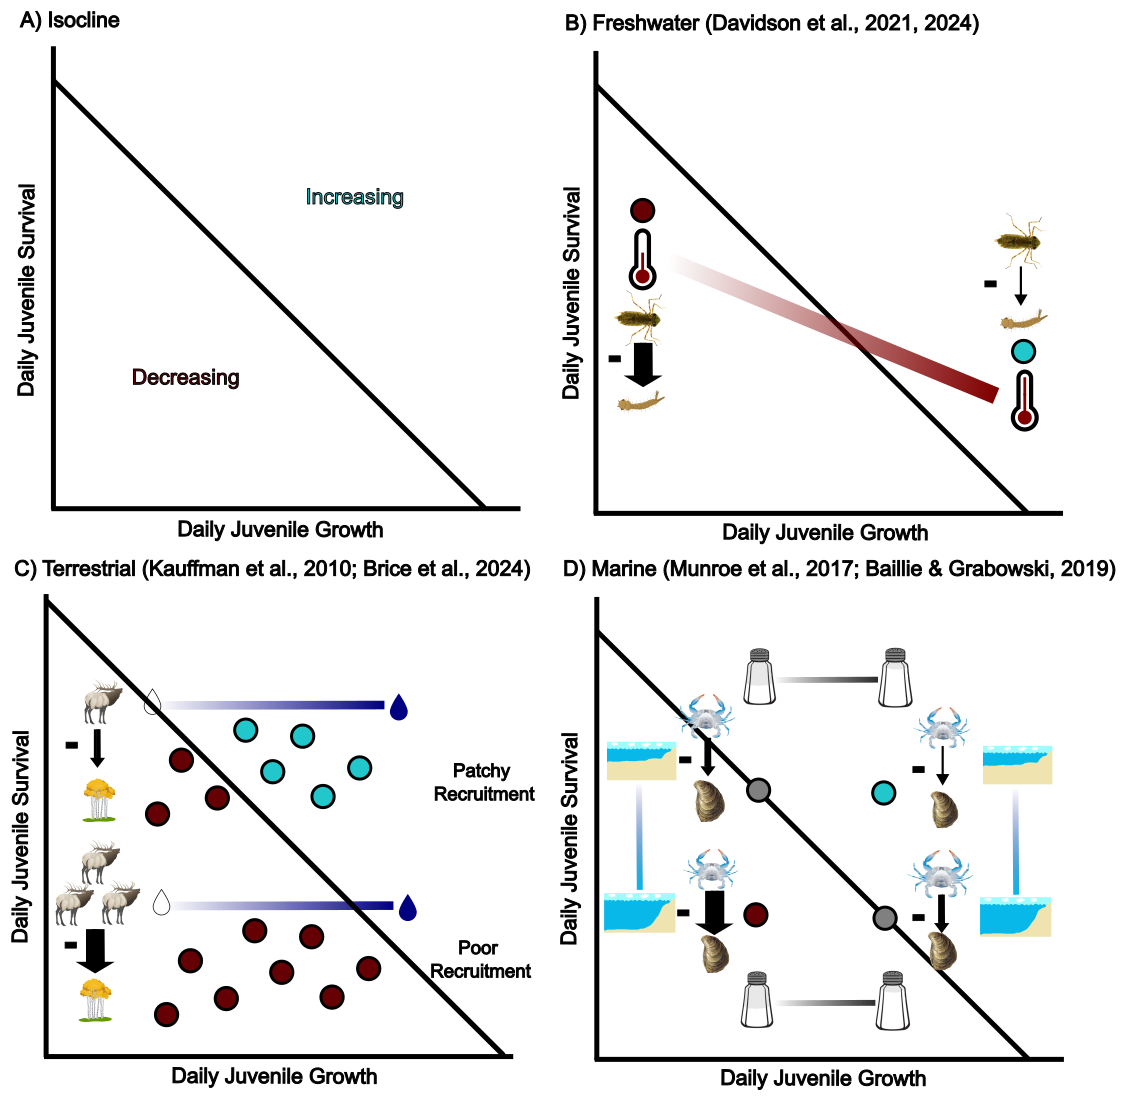 A) Isocline
Daily Juvenile Survival
Increasing
Decreasing
Daily Juvenile Growth
B) Freshwater (Davidson et al., 2021, 2024)
Daily Juvenile Survival
-
-
Daily Juvenile Growth
C) Terrestrial (Kauffman et al., 2010; Brice et al., 2024)
Daily Juvenile Survival
-
Patchy
Recruitment
-
Poor
Recruitment
Daily Juvenile Growth
D) Marine (Munroe et al., 2017; Baillie & Grabowski, 2019)
Daily Juvenile Survival
-
-
-
-
Daily Juvenile Growth